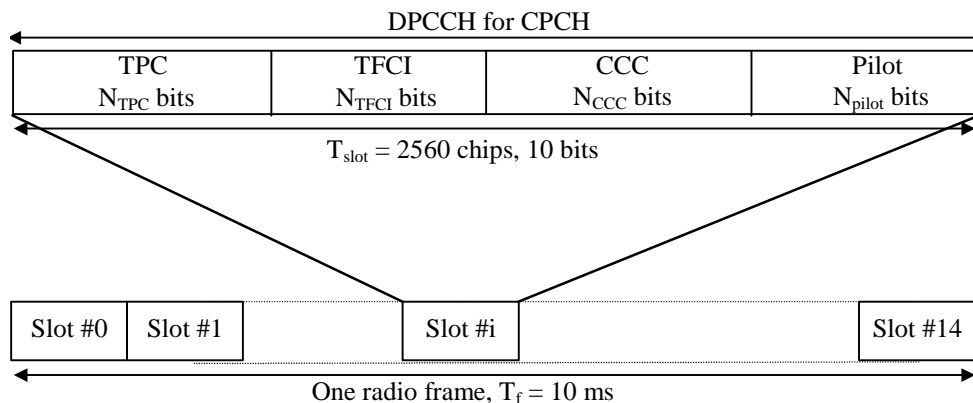 DPCCH for CPCH
TPC TFCI CCC Pilot
N_TPC bits N_TFCI bits N_CCC bits N_pilot bits
T_slot = 2560 chips, 10 bits
Slot #0 Slot #1 Slot #i Slot #14
One radio frame, T_f = 10 ms